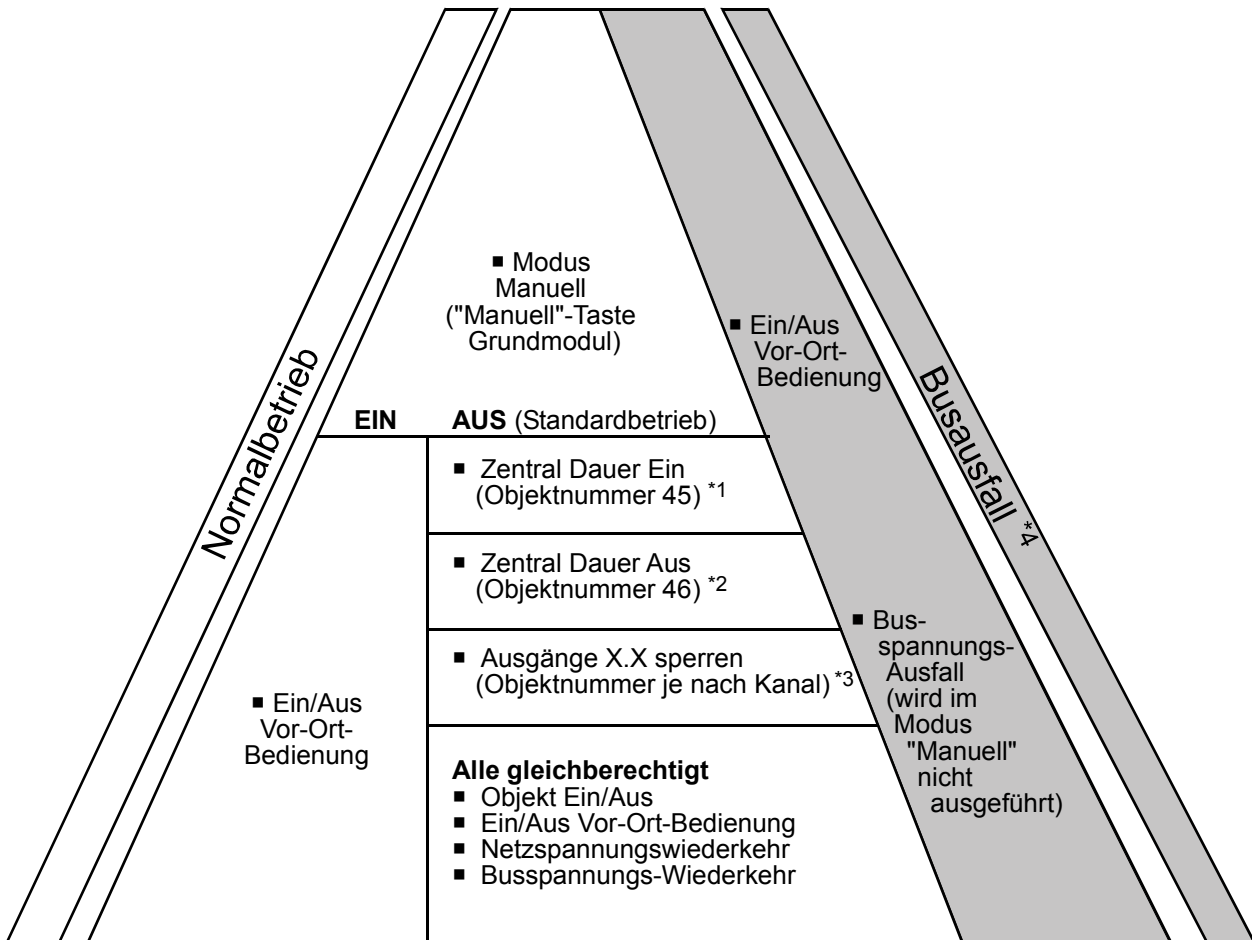 Normalbetrieb
■ Modus
Manuell
("Manuell"-Taste
Grundmodul)
EIN
AUS (Standardbetrieb)
■ Zentral Dauer Ein
(Objektnummer 45) *1
■ Zentral Dauer Aus
(Objektnummer 46) *2
■ Ausgänge X.X sperren
(Objektnummer je nach Kanal) *3
■ Ein/Aus
Vor-Ort-
Bedienung
Alle gleichberechtigt
■ Objekt Ein/Aus
■ Ein/Aus Vor-Ort-Bedienung
■ Netzspannungswiederkehr
■ Busspannungs-Wiederkehr
■ Ein/Aus
Vor-Ort-
Bedienung
■ Bus-
spannungs-
Ausfall
(wird im
Modus
"Manuell"
nicht
ausgeführt)
Busausfall *4